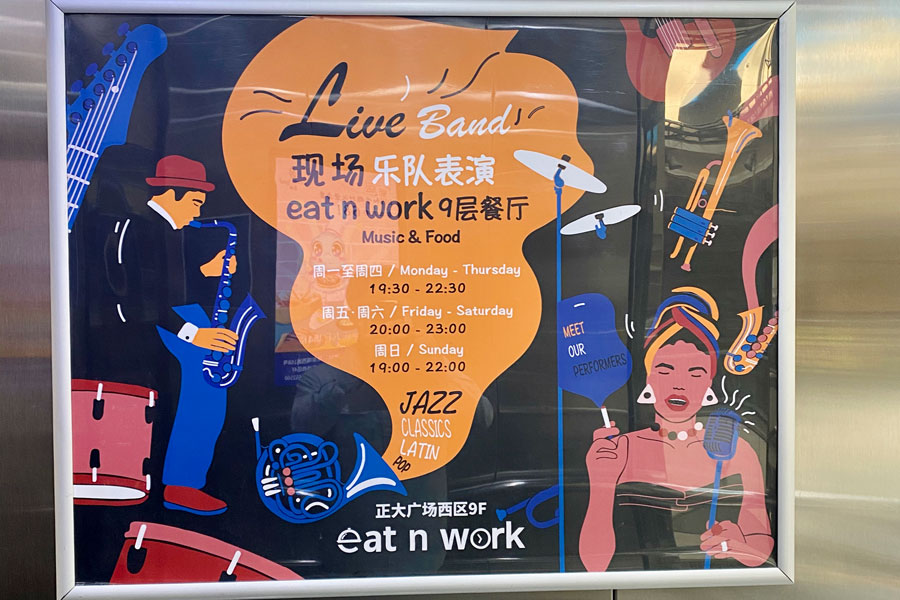 Live Band
现场乐队表演
eat n work 9层餐厅
Music & Food
周一至周四 / Monday - Thursday
19:30 - 22:30
周五·周六 / Friday - Saturday
20:00 - 23:00
周日 / Sunday
19:00 - 22:00
JAZZ
CLASSICS
LATIN
POP
MEET
OUR
PERFORMERS
正大广场西区9F
eat n work